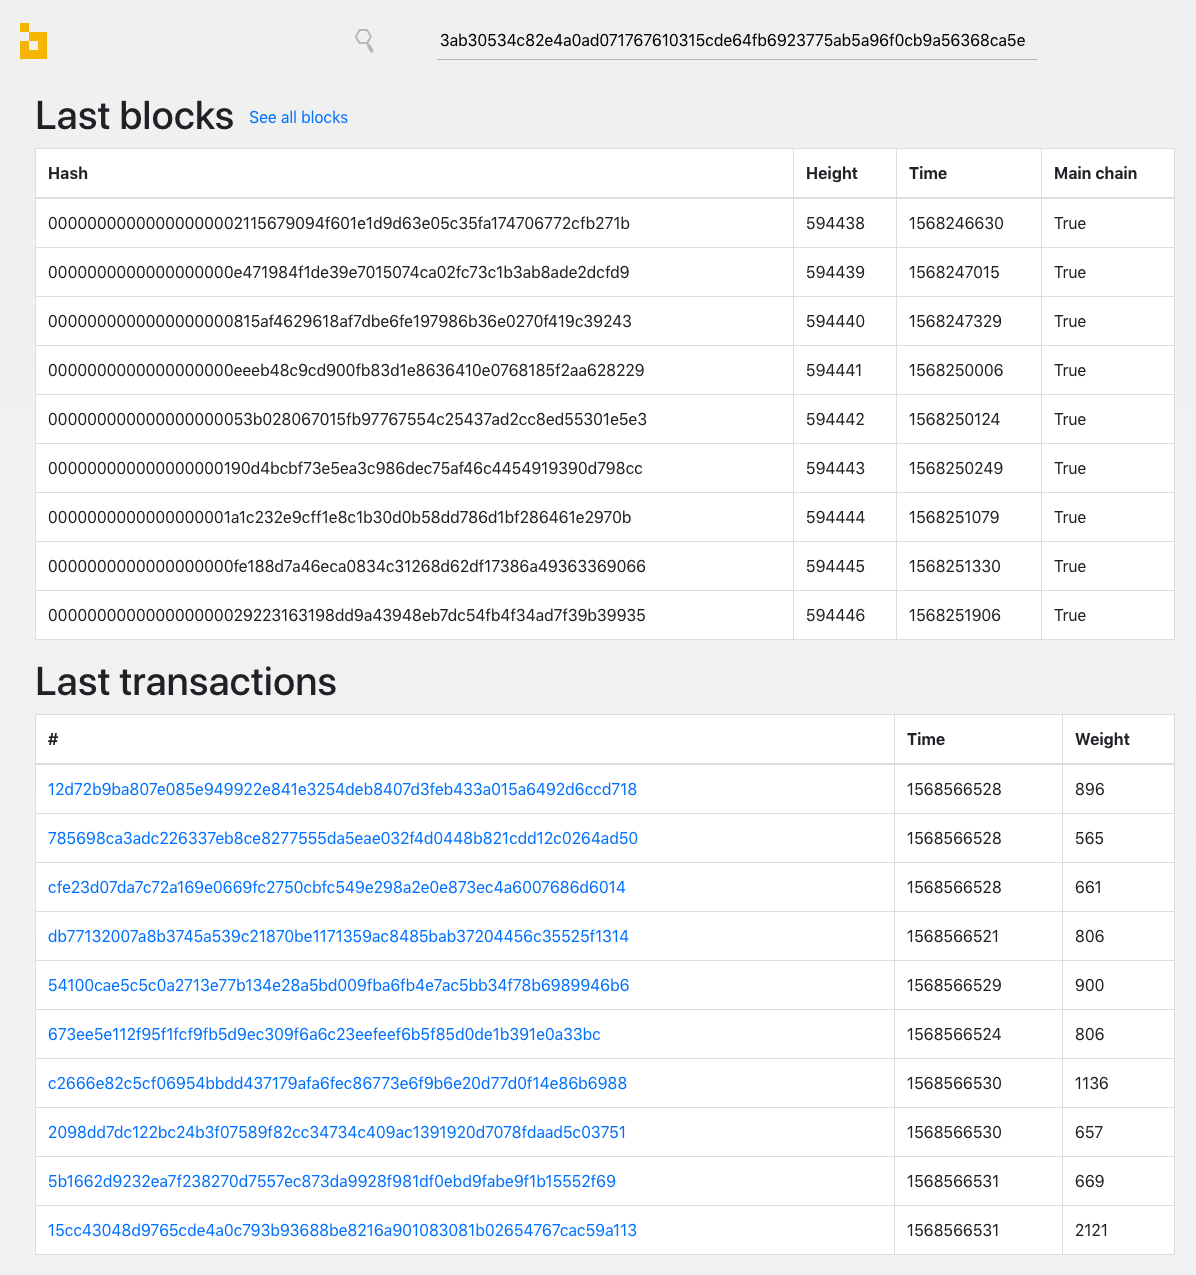 3ab30534c82e4a0ad071767610315cde64fb6923775ab5a96f0cb9a56368ca5e
Last blocks See all blocks
Hash Height Time Main chain
00000000000000000002115679094f601e1d9d63e05c35fa174706772cfb271b 594438 1568246630 True
0000000000000000000e471984f1de39e7015074ca02fc73c1b3ab8ade2dcfd9 594439 1568247015 True
0000000000000000000815af4629618af7dbe6fe197986b36e0270f419c39243 594440 1568247329 True
0000000000000000000eeeb48c9cd900fb83d1e8636410e0768185f2aa628229 594441 1568250006 True
000000000000000000053b028067015fb97767554c25437ad2cc8ed55301e5e3 594442 1568250124 True
000000000000000000190d4bcbf73e5ea3c986dec75af46c4454919390d798cc 594443 1568250249 True
0000000000000000001a1c232e9cff1e8c1b30d0b58dd786d1bf286461e2970b 594444 1568251079 True
0000000000000000000fe188d7a46eca0834c31268d62df17386a49363369066 594445 1568251330 True
000000000000000000029223163198dd9a43948eb7dc54fb4f34ad7f39b39935 594446 1568251906 True
Last transactions
# Time Weight
12d72b9ba807e085e949922e841e3254deb8407d3feb433a015a6492d6ccd718 1568566528 896
785698ca3adc226337eb8ce8277555da5eae032f4d0448b821cdd12c0264ad50 1568566528 565
cfe23d07da7c72a169e0669fc2750cbfc549e298a2e0e873ec4a6007686d6014 1568566528 661
db77132007a8b3745a539c21870be1171359ac8485bab37204456c35525f1314 1568566521 806
54100cae5c5c0a2713e77b134e28a5bd009fba6fb4e7ac5bb34f78b6989946b6 1568566529 900
673ee5e112f95f1fcf9fb5d9ec309f6a6c23eefeef6b5f85d0de1b391e0a33bc 1568566524 806
c2666e82c5cf06954bbdd437179afa6fec86773e6f9b6e20d77d0f14e86b6988 1568566530 1136
2098dd7dc122bc24b3f07589f82cc34734c409ac1391920d7078fdaad5c03751 1568566530 657
5b1662d9232ea7f238270d7557ec873da9928f981df0ebd9fabe9f1b15552f69 1568566531 669
15cc43048d9765cde4a0c793b93688be8216a901083081b02654767cac59a113 1568566531 2121